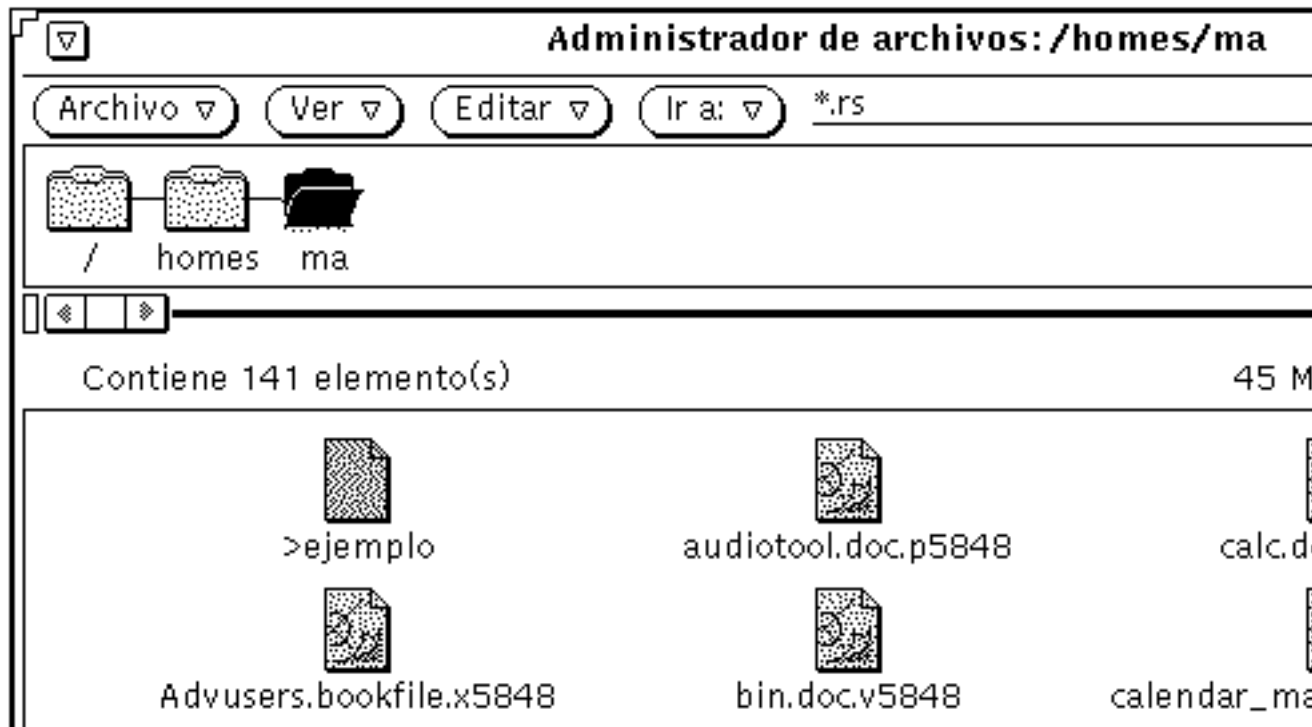 Administrador de archivos: /homes/ma
Archivo Ver Editar Ir a: *.rs
/ homes ma
Contiene 141 elemento(s) 45
>ejemplo audiotool.doc.p5848
Advusers.bookfile.x5848 bin.doc.v5848